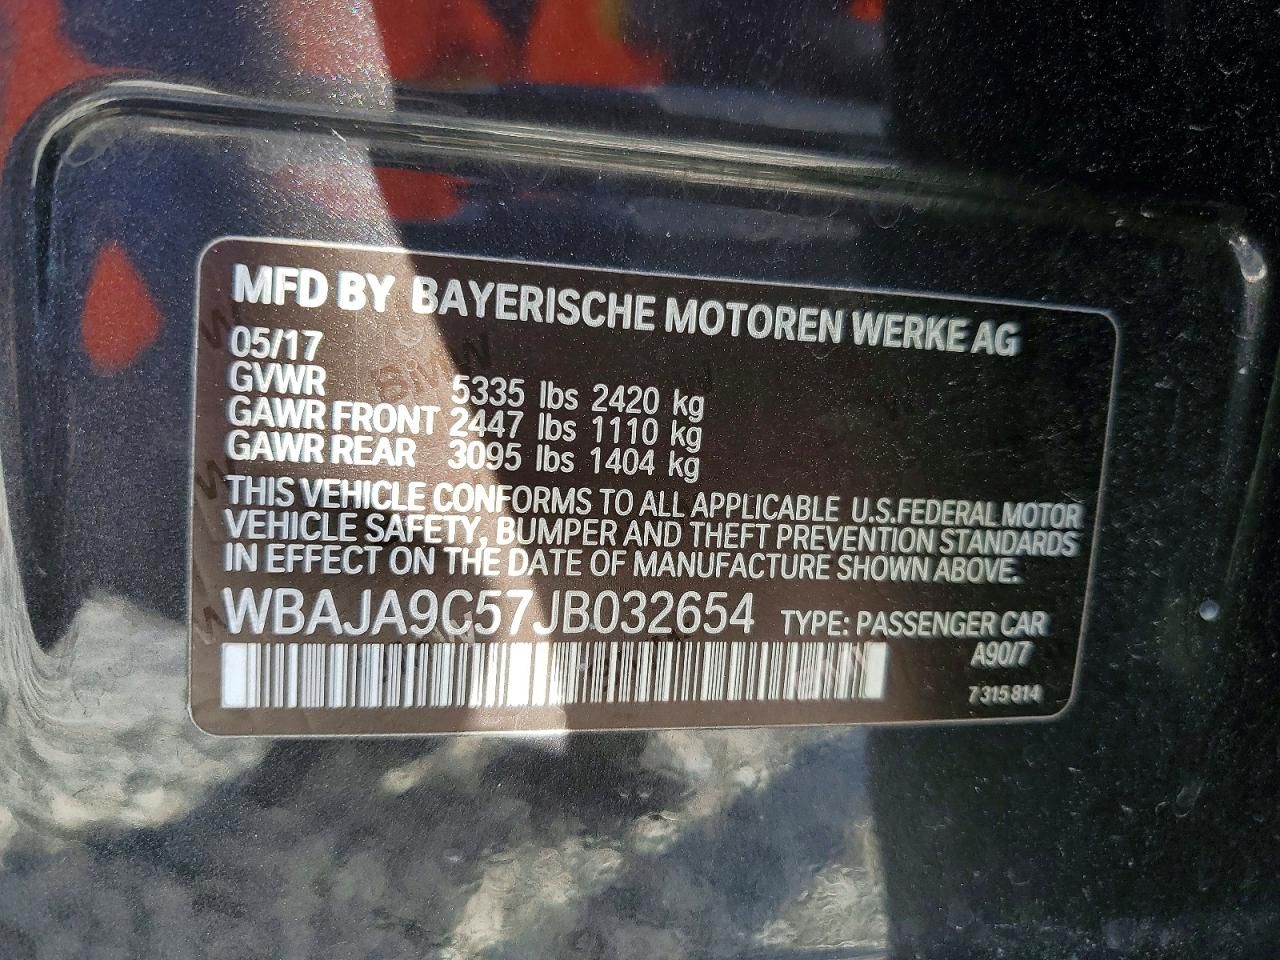 MFD BY BAYERISCHE MOTOREN WERKE AG
05/17
GVWR 5335 lbs 2420 kg
GAWR FRONT 2447 lbs 1110 kg
GAWR REAR 3095 lbs 1404 kg
THIS VEHICLE CONFORMS TO ALL APPLICABLE U.S.FEDERAL MOTOR
VEHICLE SAFETY, BUMPER AND THEFT PREVENTION STANDARDS
IN EFFECT ON THE DATE OF MANUFACTURE SHOWN ABOVE.
WBAJA9C57JB032654 TYPE: PASSENGER CAR
A90/7
7 315 814